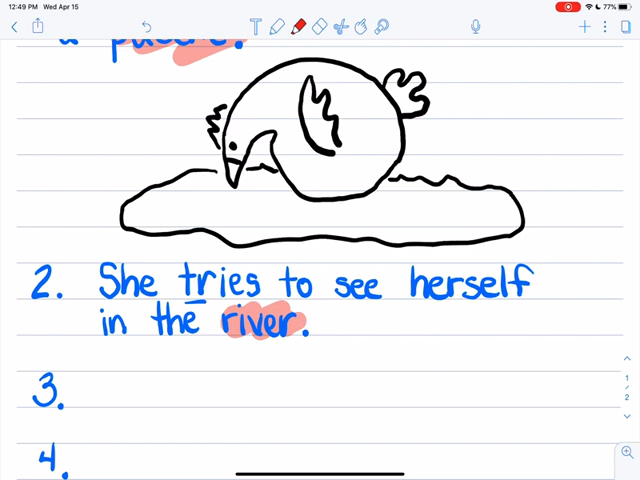 12:49 PM Wed Apr 15
77%
a puddle.
2. She tries to see herself
in the river.
3.
4.
1
/
2